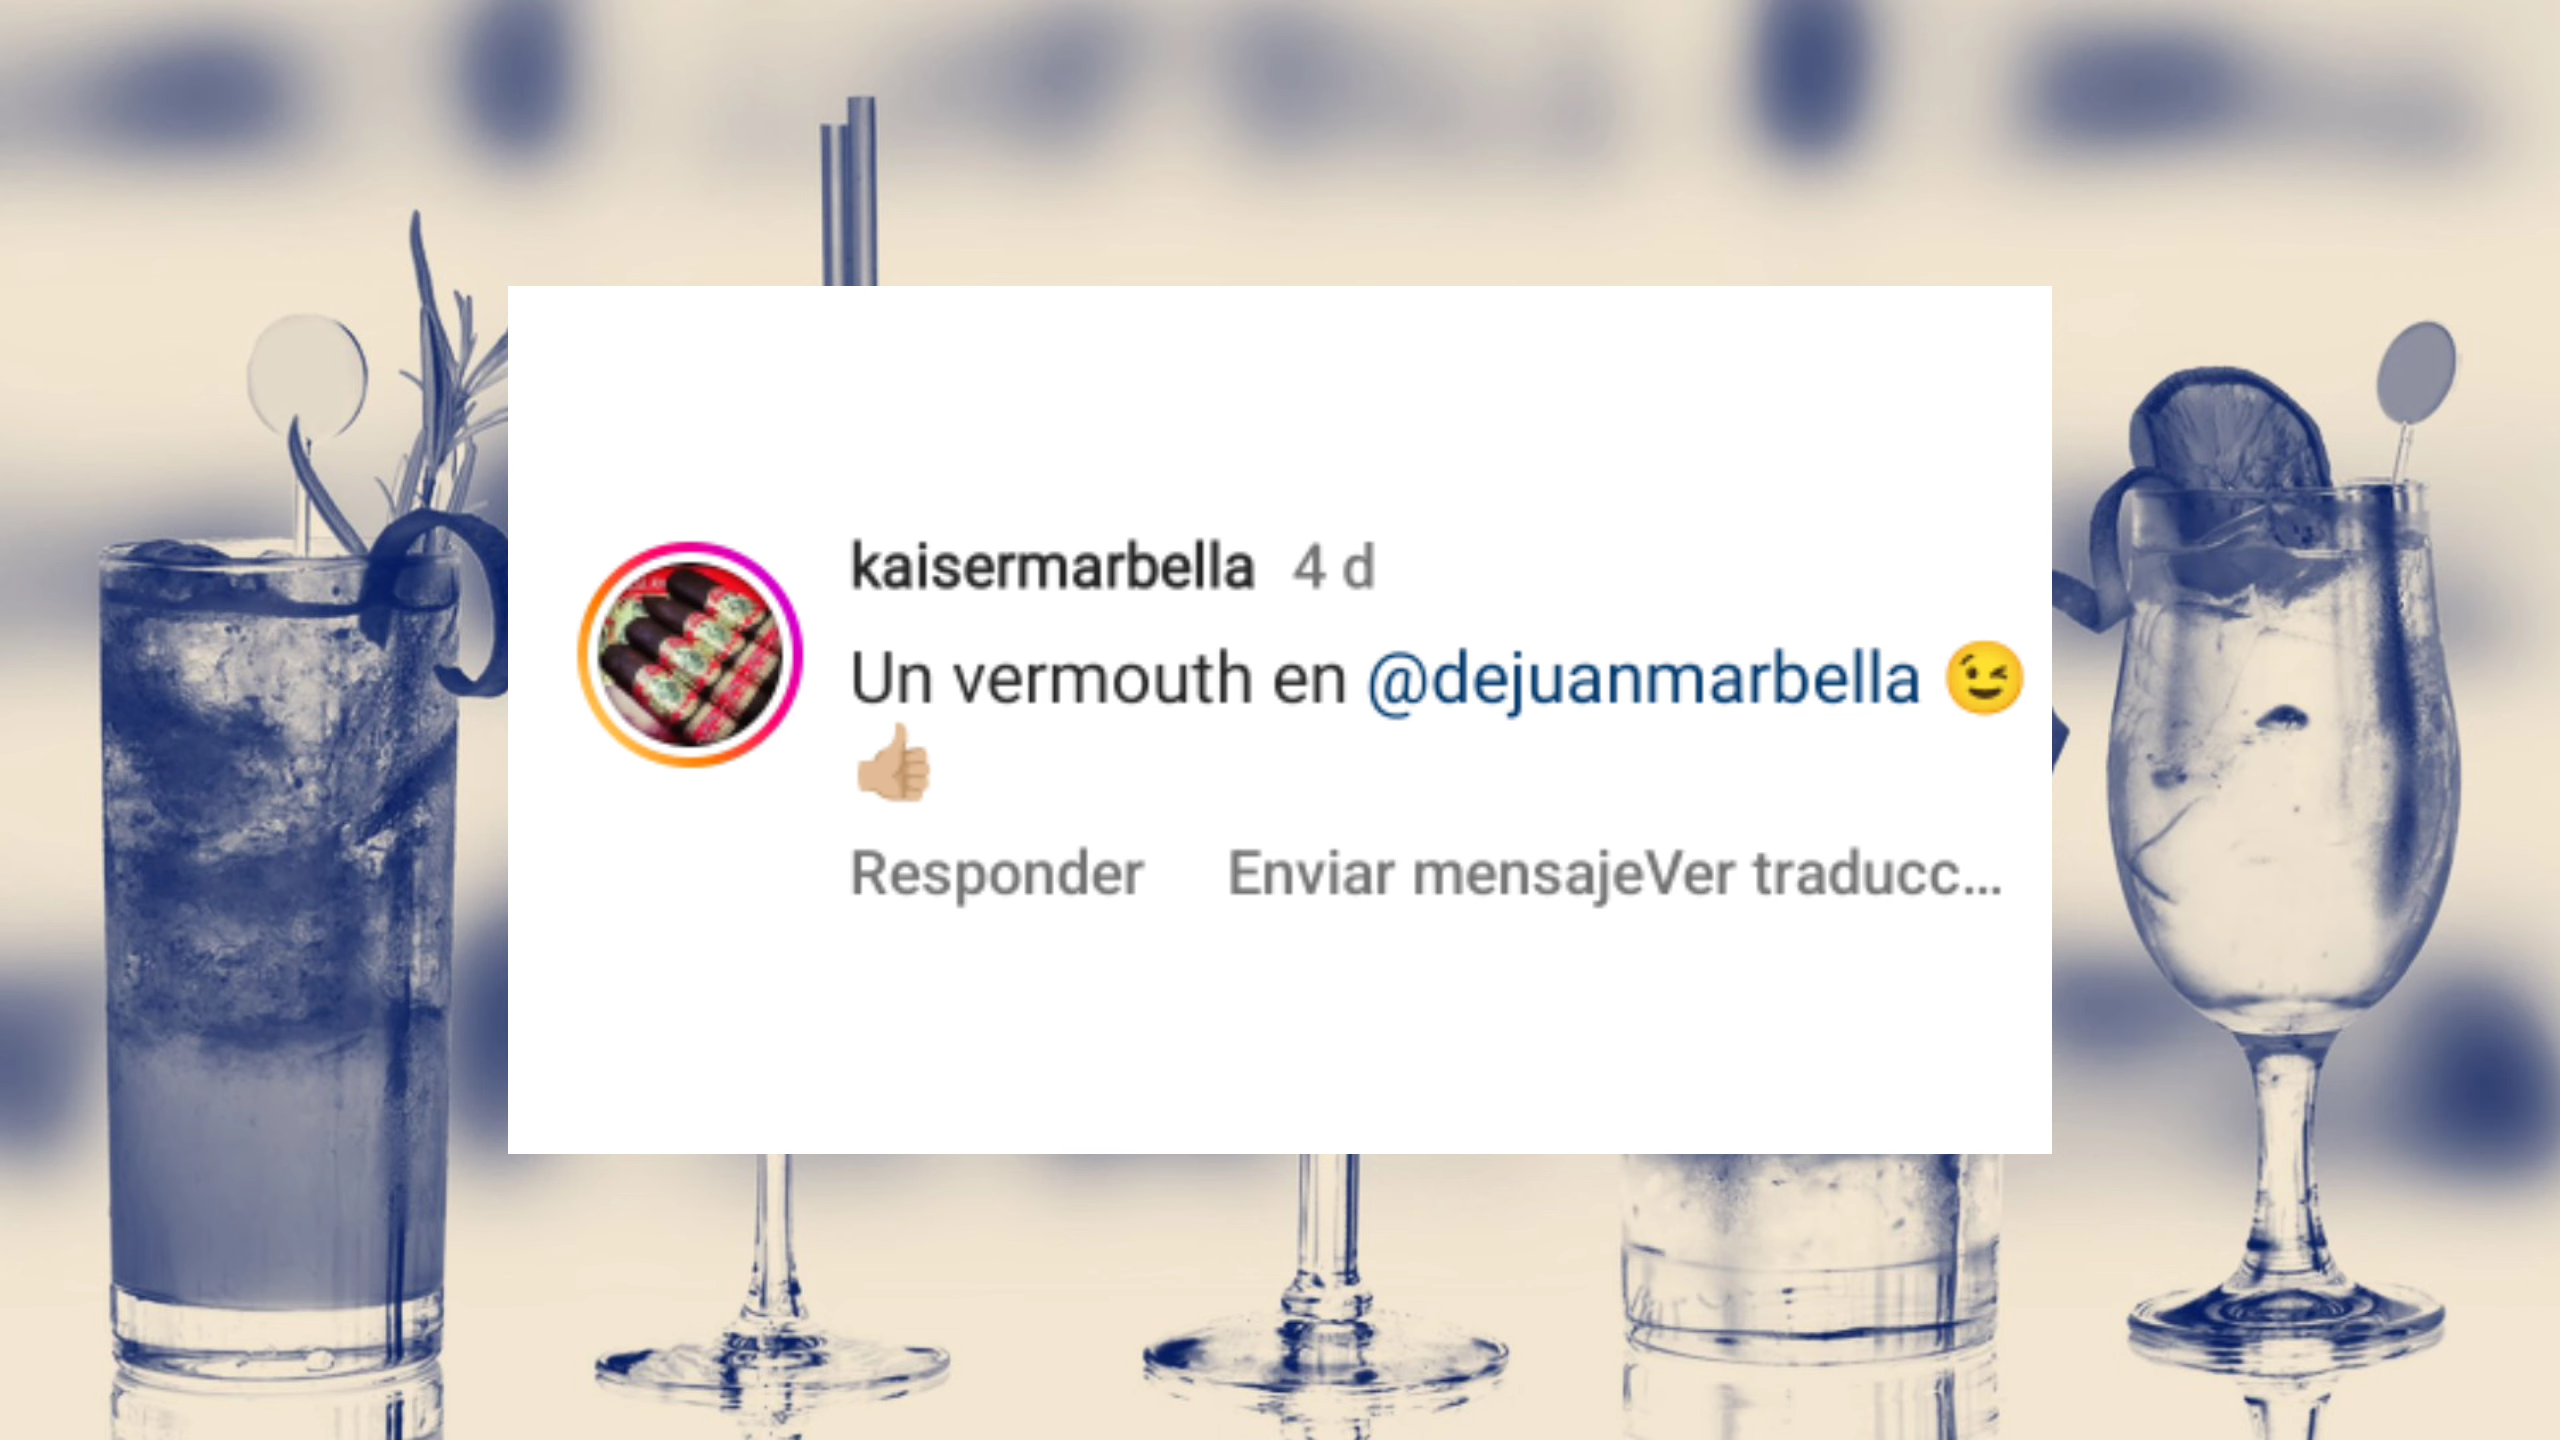 kaisermarbella 4 d
Un vermouth en @dejuanmarbella 😉
👍🏼
Responder Enviar mensajeVer traducc...